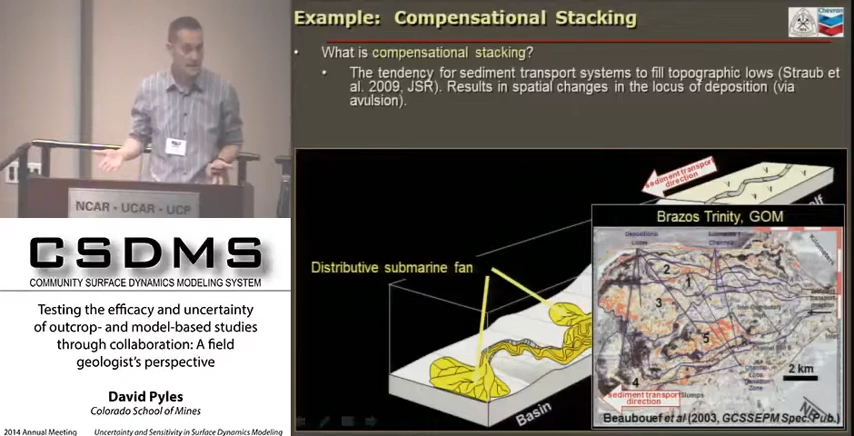 NCAR - UCAR - UCP
CSDMS
COMMUNITY SURFACE DYNAMICS MODELING SYSTEM
Testing the efficacy and uncertainty
of outcrop- and model-based studies
through collaboration: A field
geologist's perspective
David Pyles
Colorado School of Mines
2014 Annual Meeting
Uncertainty and Sensitivity in Surface Dynamics Modeling
Example: Compensational Stacking
Chevron
• What is compensational stacking?
• The tendency for sediment transport systems to fill topographic lows (Straub et
al. 2009, JSR). Results in spatial changes in the locus of deposition (via
avulsion).
sediment transport
direction
Distributive submarine fan
Basin
Brazos Trinity, GOM
2
1
3
5
4
2 km
sediment transport
direction
Slumps
Beaubouef et al (2003, GCSSEPM Spec. Pub.)